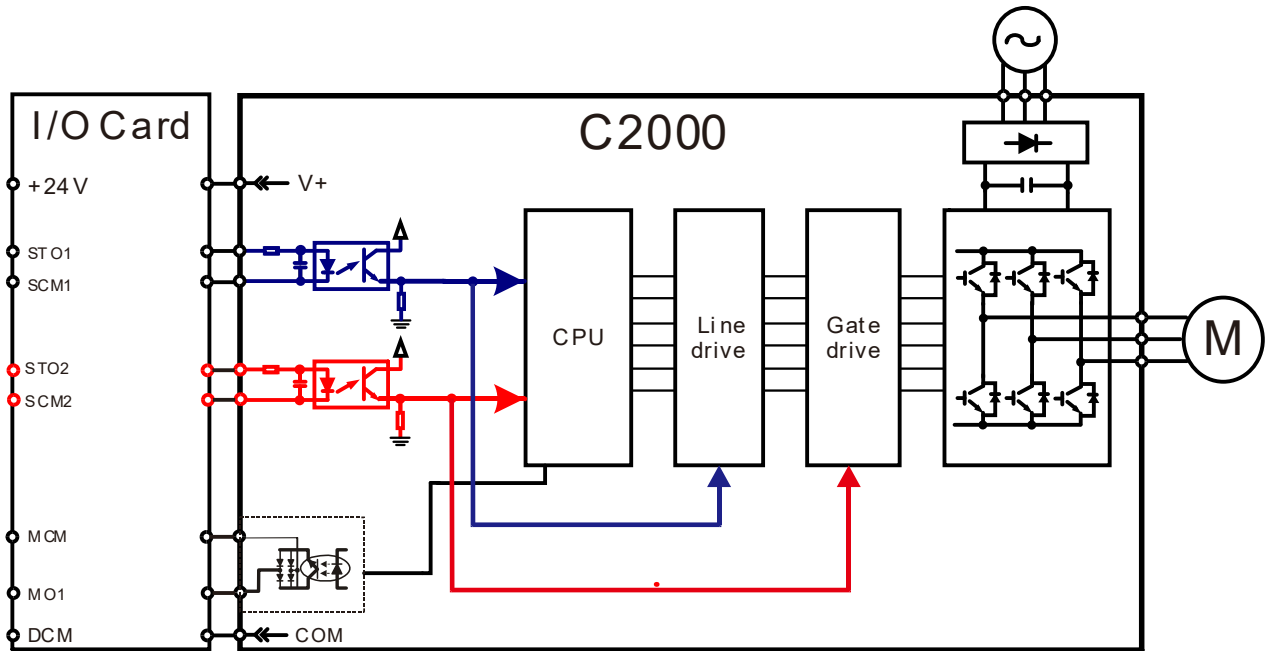 I/O Card
C2000
+24V
V+
STO1
SCM1
CPU
Line
drive
Gate
drive
M
STO2
SCM2
MCM
MO1
DCM
COM